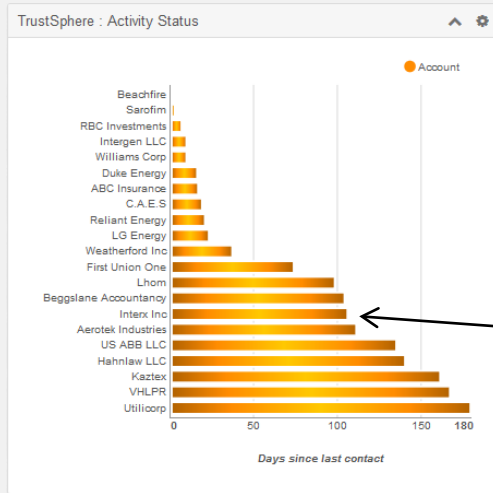 TrustSphere : Activity Status
Account
Beachfire
Sarofim
RBC Investments
Intergen LLC
Williams Corp
Duke Energy
ABC Insurance
C.A.E.S
Reliant Energy
LG Energy
Weatherford Inc
First Union One
Lhom
Beggslane Accountancy
Interx Inc
Aerotek Industries
US ABB LLC
Hahnlaw LLC
Kaztex
VHLPR
Utilicorp
0 50 100 150 180
Days since last contact